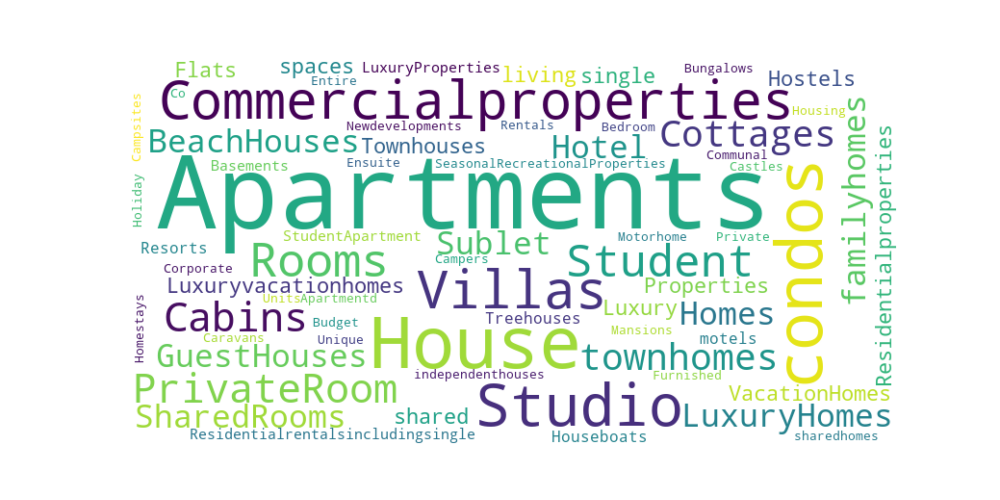 Flats
spaces
LuxuryProperties
living
single
Bungalows
Hostels
Entire
Co
Commercialproperties
Housing
Campsites
Newdevelopments
Rentals
Bedroom
Cottages
familyhomes
BeachHouses
Townhouses
Hotel
Communal
Residentialproperties
Basements
Ensuite
SeasonalRecreationalProperties
Castles
Apartments
condos
Holiday
StudentApartment
Sublet
Motorhome
Private
Resorts
Rooms
Campers
Student
Corporate
Luxuryvacationhomes
Villas
Properties
Units
Apartmentd
Luxury
Homes
Cabins
Treehouses
Homestays
Budget
House
Mansions
Caravans
Unique
motels
GuestHouses
townhomes
independenthouses
Furnished
PrivateRoom
Studio
VacationHomes
SharedRooms
shared
LuxuryHomes
Residentialrentalsincludingsingle
Houseboats
sharedhomes